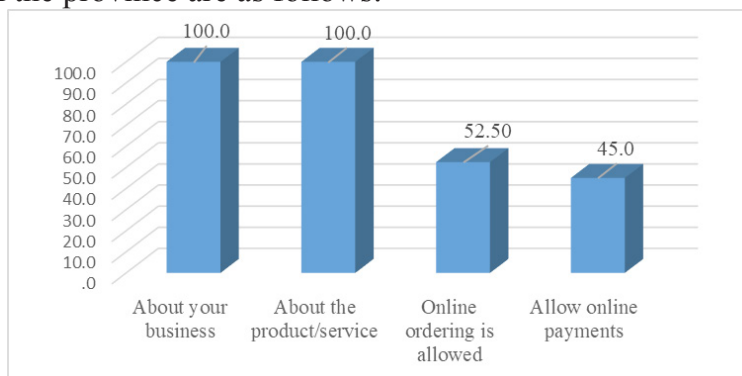 the province are as follows:
100.0 100.0
52.50
45.0
100.0
90.0
80.0
70.0
60.0
50.0
40.0
30.0
20.0
10.0
.0
About your
business
About the
product/service
Online
ordering is
allowed
Allow online
payments